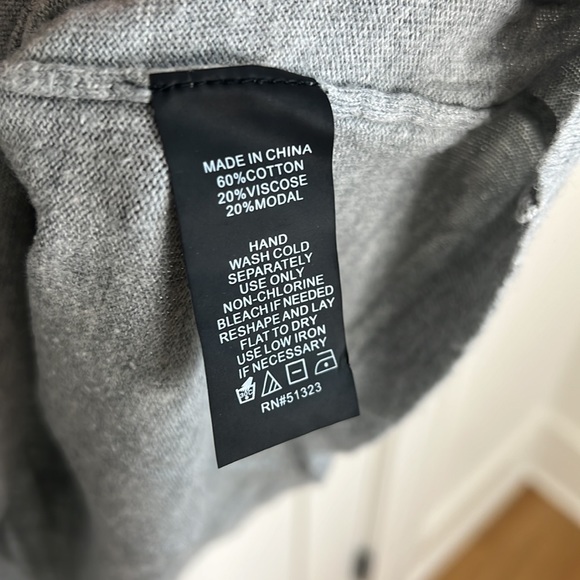 MADE IN CHINA
60%COTTON
20%VISCOSE
20%MODAL
HAND
WASH COLD
SEPARATELY
USE ONLY
NON-CHLORINE
BLEACH IF NEEDED
RESHAPE AND LAY
FLAT TO DRY
USE LOW IRON
IF NECESSARY
RN#51323